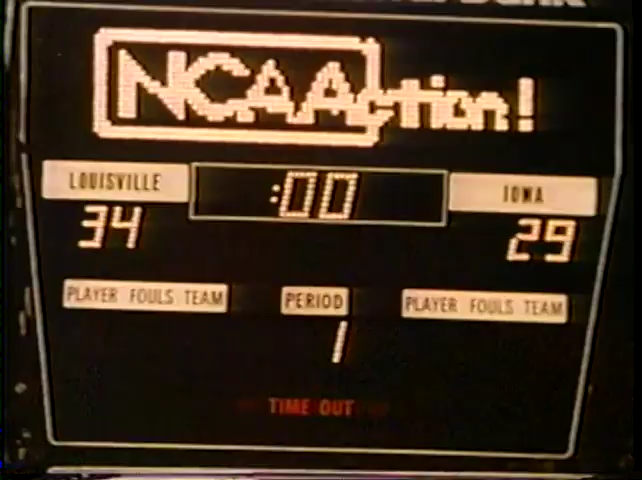 NCAAction!
LOUISVILLE :00 IOWA
34 29
PLAYER FOULS TEAM PERIOD PLAYER FOULS TEAM
1
TIME OUT